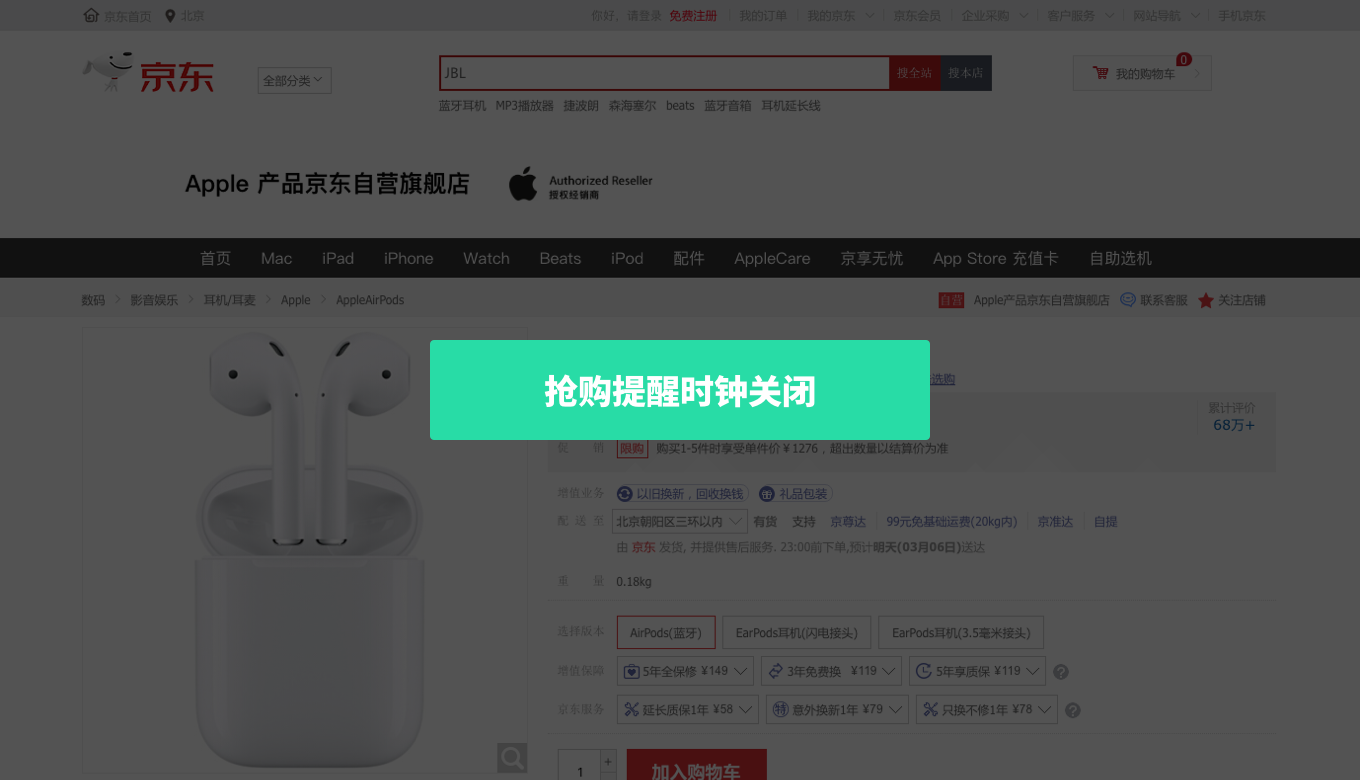 京东首页 北京 你好，请登录 免费注册 我的订单 我的京东 京东会员 企业采购 客户服务 网站导航 手机京东
京东 全部分类 JBL 搜全站 搜本店 0 我的购物车
蓝牙耳机 MP3播放器 捷波朗 森海塞尔 beats 蓝牙音箱 耳机延长线
Apple 产品京东自营旗舰店 Authorized Reseller
授权经销商
首页 Mac iPad iPhone Watch Beats iPod 配件 AppleCare 京享无忧 App Store 充值卡 自助选机
数码 影音娱乐 耳机/耳麦 Apple AppleAirPods 自营 Apple产品京东自营旗舰店 联系客服 关注店铺
选购
抢购提醒时钟关闭
累计评价
68万+
促 销 限购 购买1-5件时享受单件价￥1276，超出数量以结算价为准
增值业务 以旧换新，回收换钱 礼品包装
配 送 至 北京朝阳区三环以内 有货 支持 京尊达 99元免基础运费(20kg内) 京准达 自提
由 京东 发货, 并提供售后服务. 23:00前下单,预计明天(03月06日)送达
重 量 0.18kg
选择版本 AirPods(蓝牙) EarPods耳机(闪电接头) EarPods耳机(3.5毫米接头)
增值保障 5年全保修 ¥149 3年免费换 ¥119 5年享质保 ¥119 ?
京东服务 延长质保1年 ¥58 特 意外换新1年 ¥79 只换不修1年 ¥78 ?
1 + 加入购物车